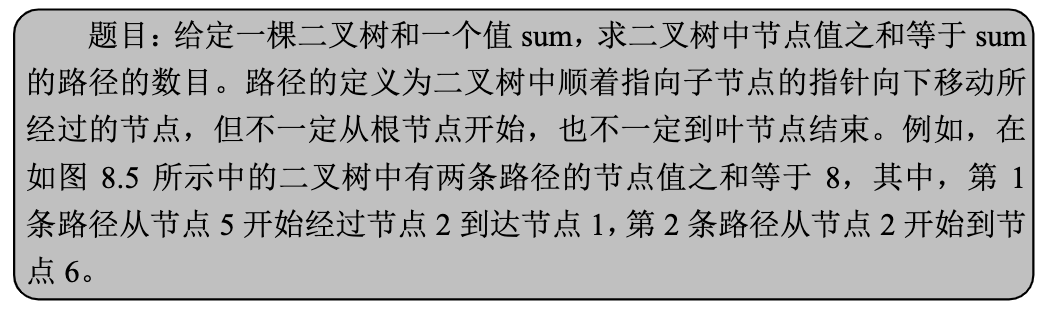 题目：给定一棵二叉树和一个值 sum，求二叉树中节点值之和等于 sum
的路径的数目。路径的定义为二叉树中顺着指向子节点的指针向下移动所
经过的节点，但不一定从根节点开始，也不一定到叶节点结束。例如，在
如图 8.5 所示中的二叉树中有两条路径的节点值之和等于 8，其中，第 1
条路径从节点 5 开始经过节点 2 到达节点 1，第 2 条路径从节点 2 开始到节
点 6。